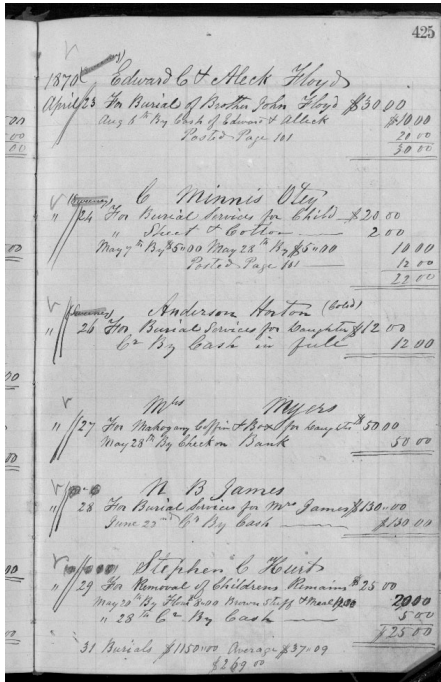 425
1870 Edward C & Aleck Floyd
April 23 For Burial of Brother John Floyd $30 00
Aug 6th By Cash of Edward & Alleck $10 00
Posted Page 101 20 00
30 00
C Minnis Otey
" 24 For Burial Services for Child $20 00
" Sheet & Cotton 2 00
May 7th By $5"00 May 28th By $5"00 10 00
Posted Page 101 12 00
22 00
Anderson Horton (Cold)
" 26 For Burial Services for Daughter $12 00
Cr By Cash in full 12 00
Mrs Myers
" 27 For Mahogany Coffin & Box for Daughter $50 00
May 28th By Check on Bank 50 00
N B James
" 28 For Burial Services for Mrs James $130"00
June 22nd Cr By Cash $130 00
Stephen C Hurt
" 29 For Removal of Childrens Remains $25 00
May 20th By Flour 8"00 Brown Stuff & Meal 20 00
" 28th Cr By Cash 5 00
$25 00
31 Burials $1150"00 Average $37"09
$269 00